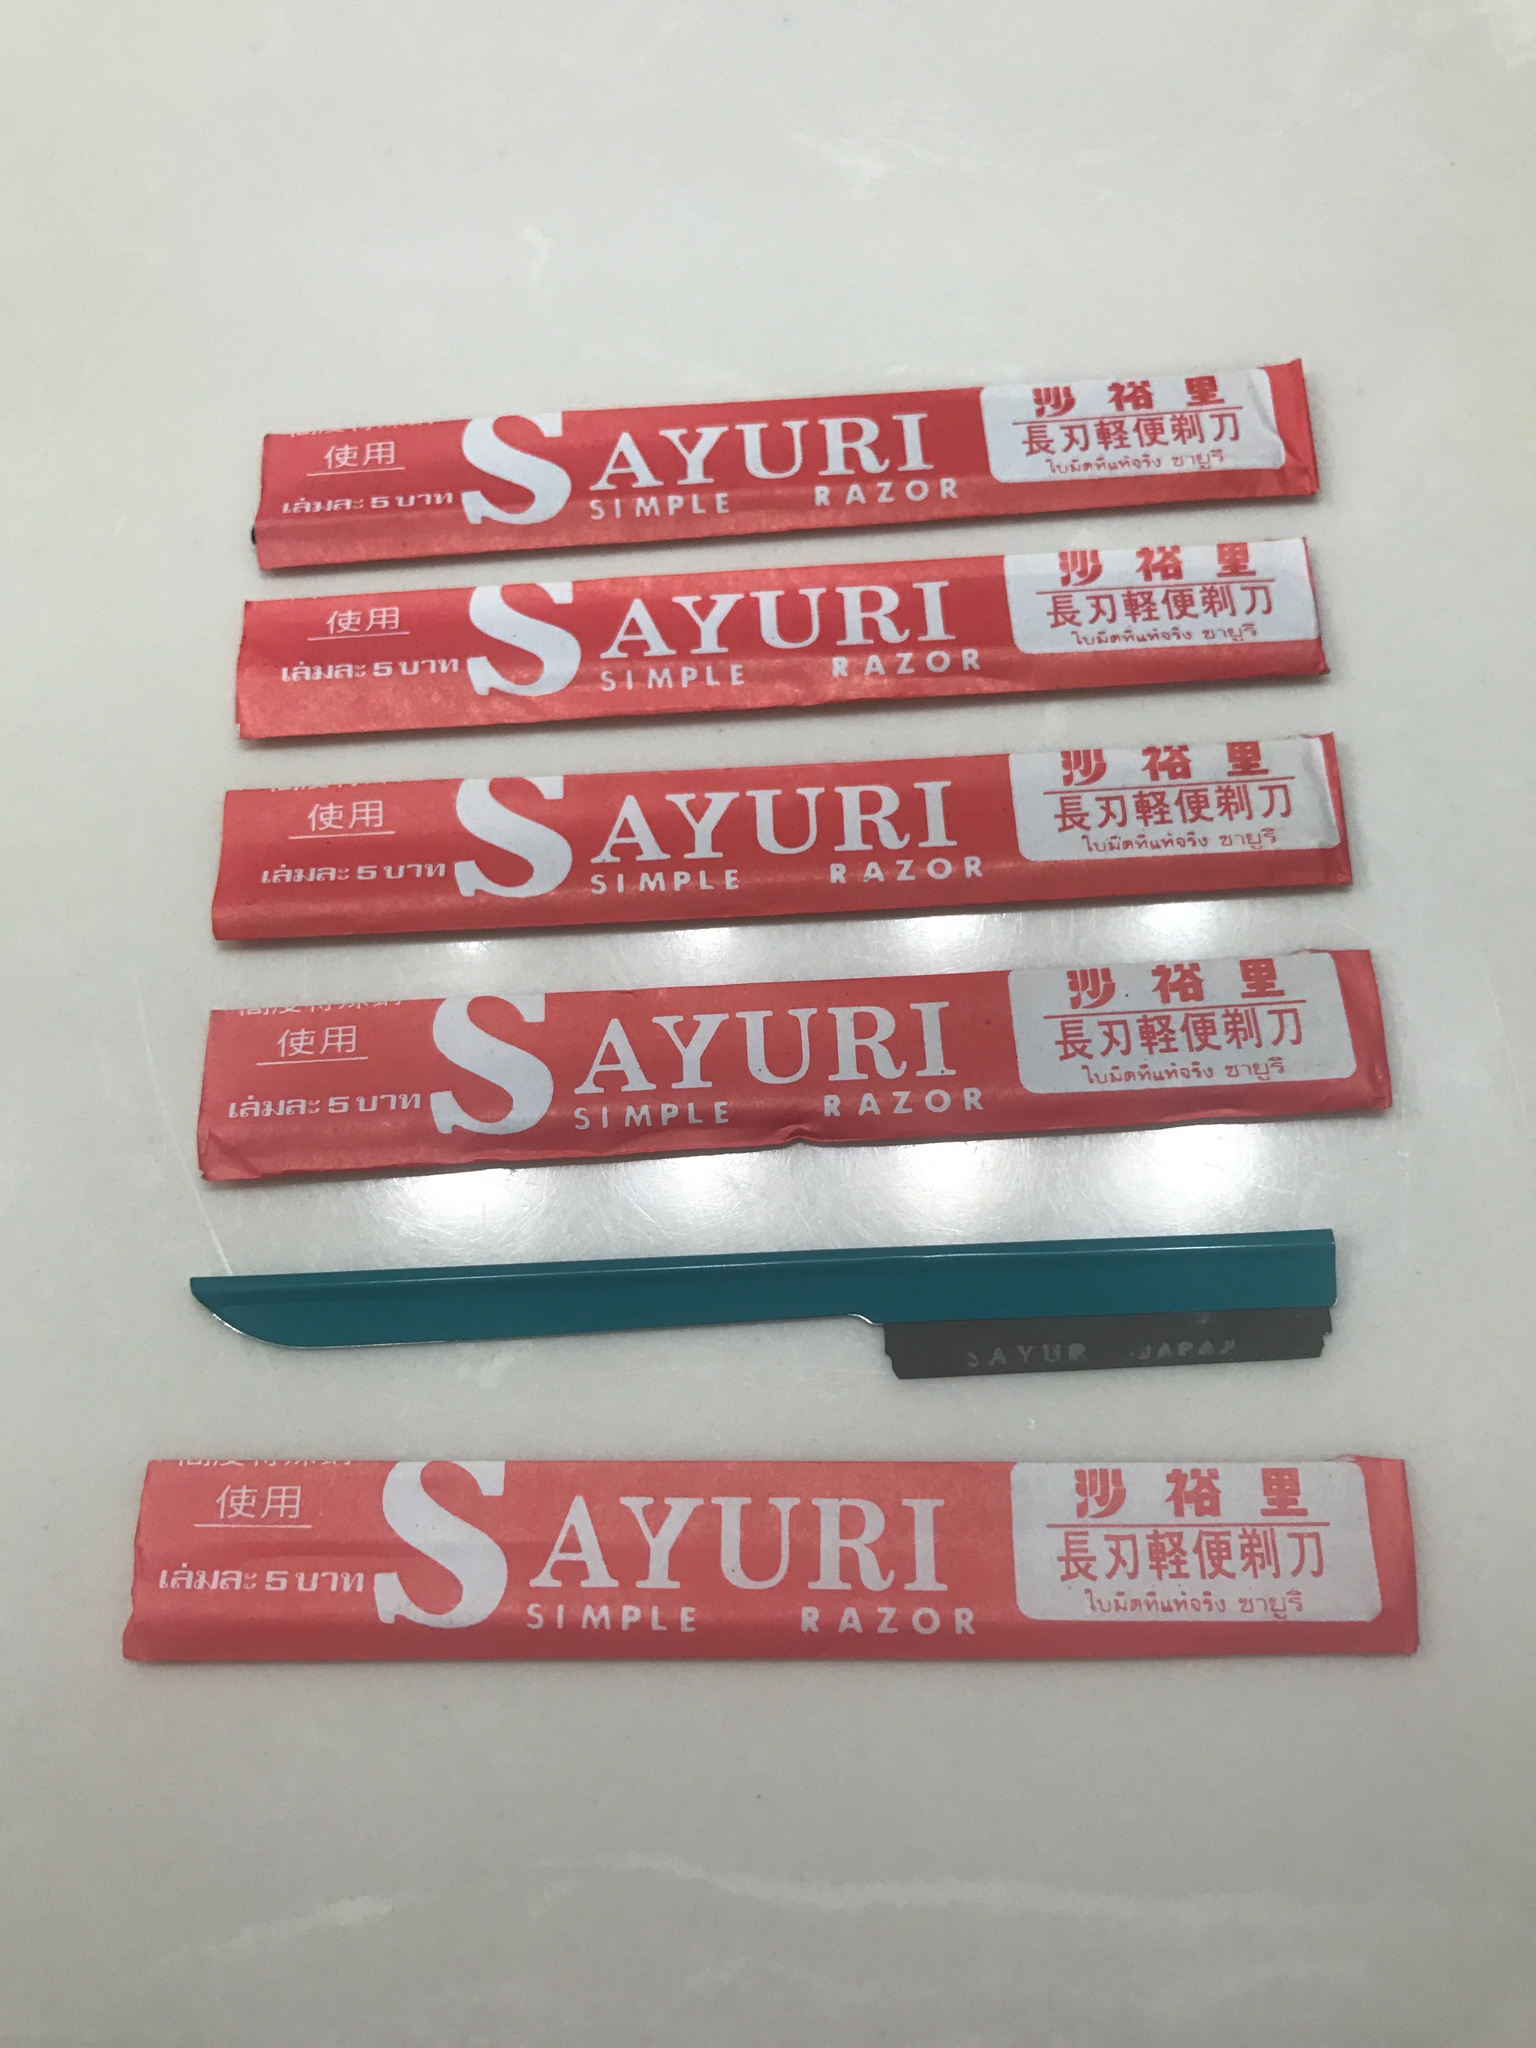 使用
เล่มละ 5 บาท
SAYURI
SIMPLE RAZOR
沙裕里
長刃軽便剃刀
ใบมีดที่แท้จริง ซายูริ
使用
เล่มละ 5 บาท
SAYURI
SIMPLE RAZOR
沙裕里
長刃軽便剃刀
ใบมีดที่แท้จริง ซายูริ
使用
เล่มละ 5 บาท
SAYURI
SIMPLE RAZOR
沙裕里
長刃軽便剃刀
ใบมีดที่แท้จริง ซายูริ
使用
เล่มละ 5 บาท
SAYURI
SIMPLE RAZOR
沙裕里
長刃軽便剃刀
ใบมีดที่แท้จริง ซายูริ
SAYUR JAPAN
使用
เล่มละ 5 บาท
SAYURI
SIMPLE RAZOR
沙裕里
長刃軽便剃刀
ใบมีดที่แท้จริง ซายูริ